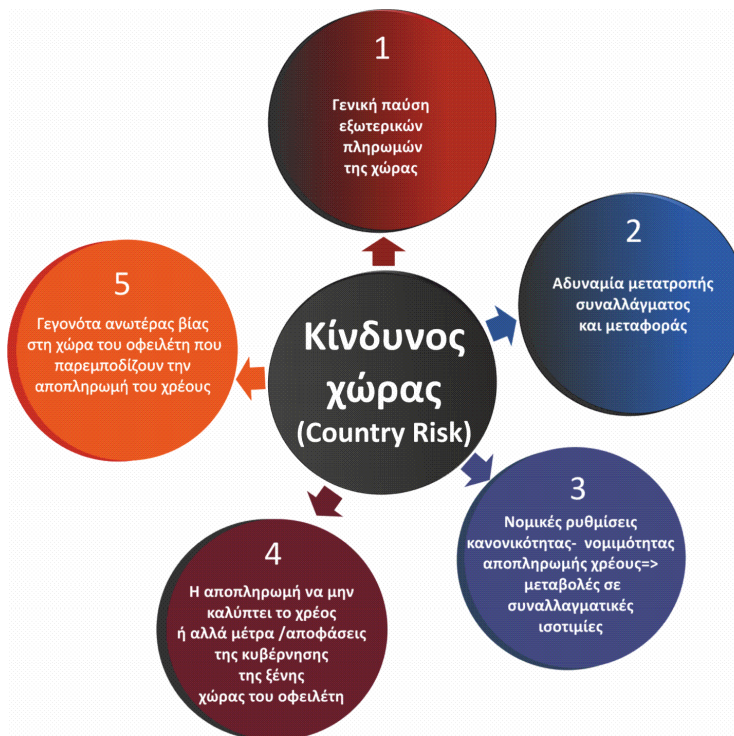 1
Γενική παύση
εξωτερικών
πληρωμών
της χώρας
2
Αδυναμία μετατροπής
συναλλάγματος
και μεταφοράς
Κίνδυνος
χώρας
(Country Risk)
3
Νομικές ρυθμίσεις
κανονικότητας- νομιμότητας
αποπληρωμής χρέους=>
μεταβολές σε
συναλλαγματικές
ισοτιμίες
4
Η αποπληρωμή να μην
καλύπτει το χρέος
ή αλλά μέτρα /αποφάσεις
της κυβέρνησης
της ξένης
χώρας του οφειλέτη
5
Γεγονότα ανωτέρας βίας
στη χώρα του οφειλέτη που
παρεμποδίζουν την
αποπληρωμή του χρέους